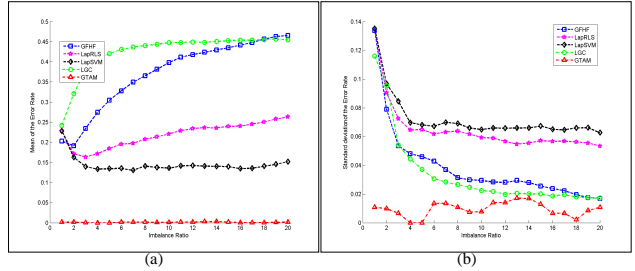 0.5
0.45
0.4
0.35
0.3
0.25
0.2
0.15
0.1
0.05
0
Mean of the Error Rate
GFHF
LapRLS
LapSVM
LGC
GTAM
0 2 4 6 8 10 12 14 16 18 20
Imbalance Ratio
(a)
0.14
0.12
0.1
0.08
0.06
0.04
0.02
0
Standard deviationof the Error Rate
GFHF
LapRLS
LapSVM
LGC
GTAM
0 2 4 6 8 10 12 14 16 18 20
Imbalance Ratio
(b)